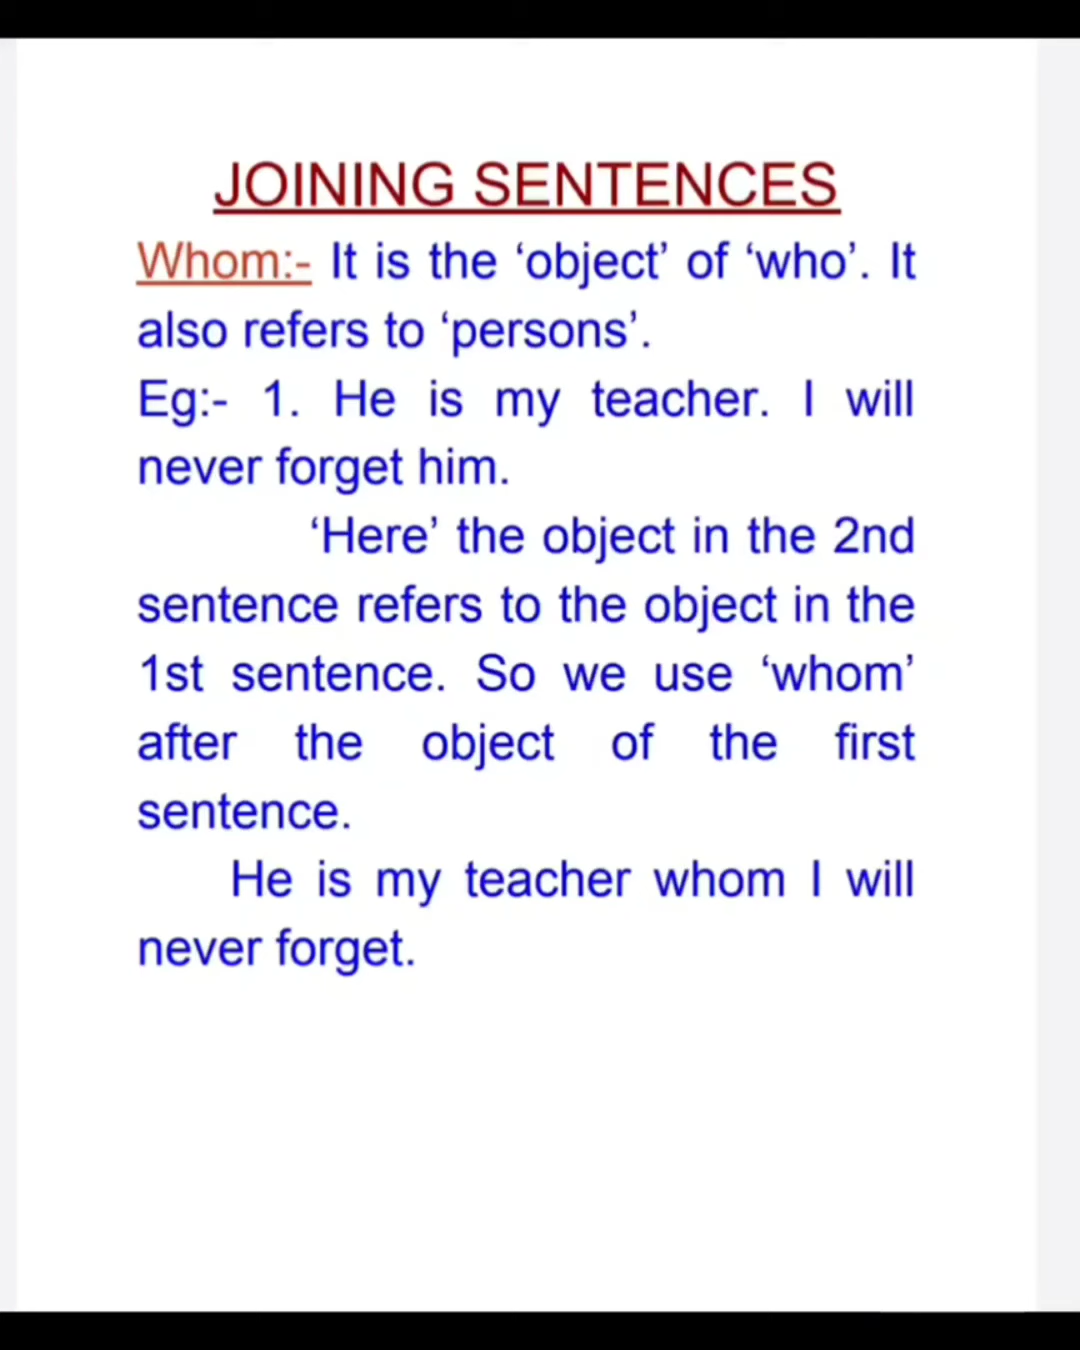 JOINING SENTENCES
Whom:- It is the ‘object’ of ‘who’. It
also refers to ‘persons’.
Eg:- 1. He is my teacher. I will
never forget him.
‘Here’ the object in the 2nd
sentence refers to the object in the
1st sentence. So we use ‘whom’
after the object of the first
sentence.
He is my teacher whom I will
never forget.